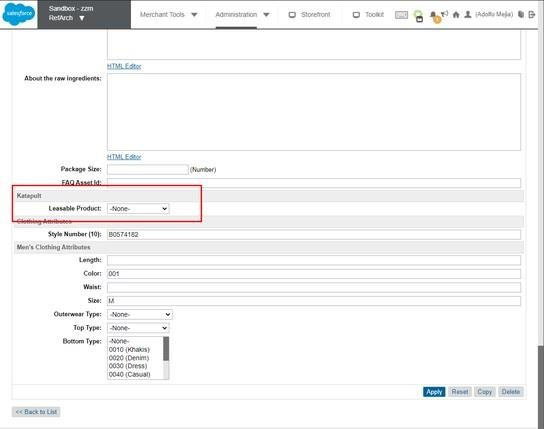 salesforce
Sandbox - zzm
RefArch
Merchant Tools
Administration
Storefront
Toolkit
1
(Adolfu Mejia)
HTML Editor
About the raw ingredients:
HTML Editor
Package Size: (Number)
FAQ Asset Id:
Katapult
Leasable Product: -None-
Clothing Attributes
Style Number (10): B0574182
Men's Clothing Attributes
Length:
Color: 001
Waist:
Size: M
Outerwear Type: -None-
Top Type: -None-
Bottom Type: -None-
0010 (Khakis)
0020 (Denim)
0030 (Dress)
0040 (Casual)
Apply Reset Copy Delete
<< Back to List